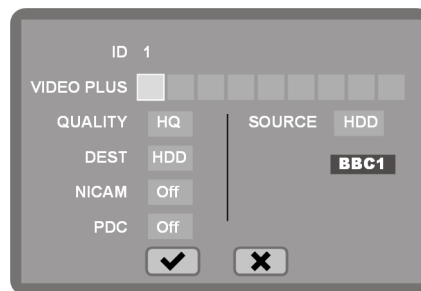 ID 1
VIDEO PLUS
QUALITY HQ SOURCE HDD
DEST HDD
BBC1
NICAM Off
PDC Off